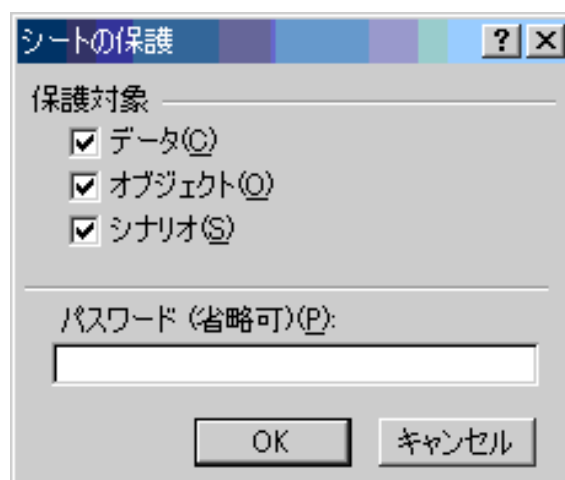 シートの保護
保護対象
データ(C)
オブジェクト(O)
シナリオ(S)
パスワード (省略可)(P):
OK キャンセル